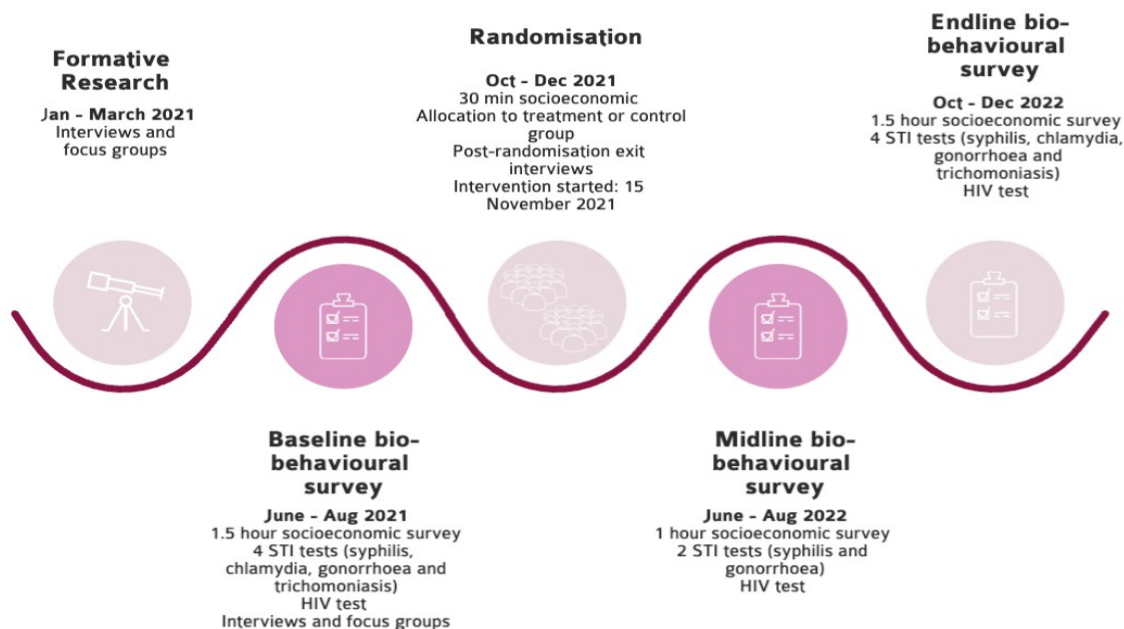 Formative
Research
Jan - March 2021
Interviews and
focus groups
Baseline bio-
behavioural
survey
June - Aug 2021
1.5 hour socioeconomic survey
4 STI tests (syphilis,
chlamydia, gonorrhoea and
trichomoniasis)
HIV test
Interviews and focus groups
Randomisation
Oct - Dec 2021
30 min socioeconomic
Allocation to treatment or control
group
Post-randomisation exit
interviews
Intervention started: 15
November 2021
Midline bio-
behavioural
survey
June - Aug 2022
1 hour socioeconomic survey
2 STI tests (syphilis and
gonorrhoea)
HIV test
Endline bio-
behavioural
survey
Oct - Dec 2022
1.5 hour socioeconomic survey
4 STI tests (syphilis, chlamydia,
gonorrhoea and
trichomoniasis)
HIV test